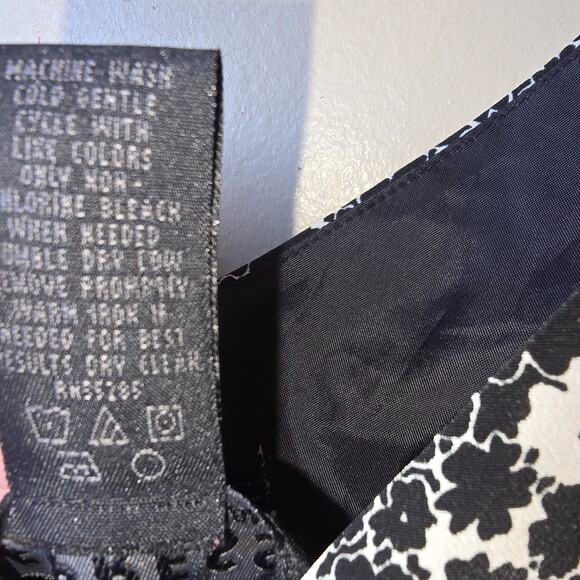 MACHINE WASH
COLD GENTLE
CYCLE WITH
LIKE COLORS
ONLY NON-
CHLORINE BLEACH
WHEN NEEDED
TUMBLE DRY LOW
REMOVE PROMPTLY
WARM IRON IF
NEEDED FOR BEST
RESULTS DRY CLEAN
RN55285